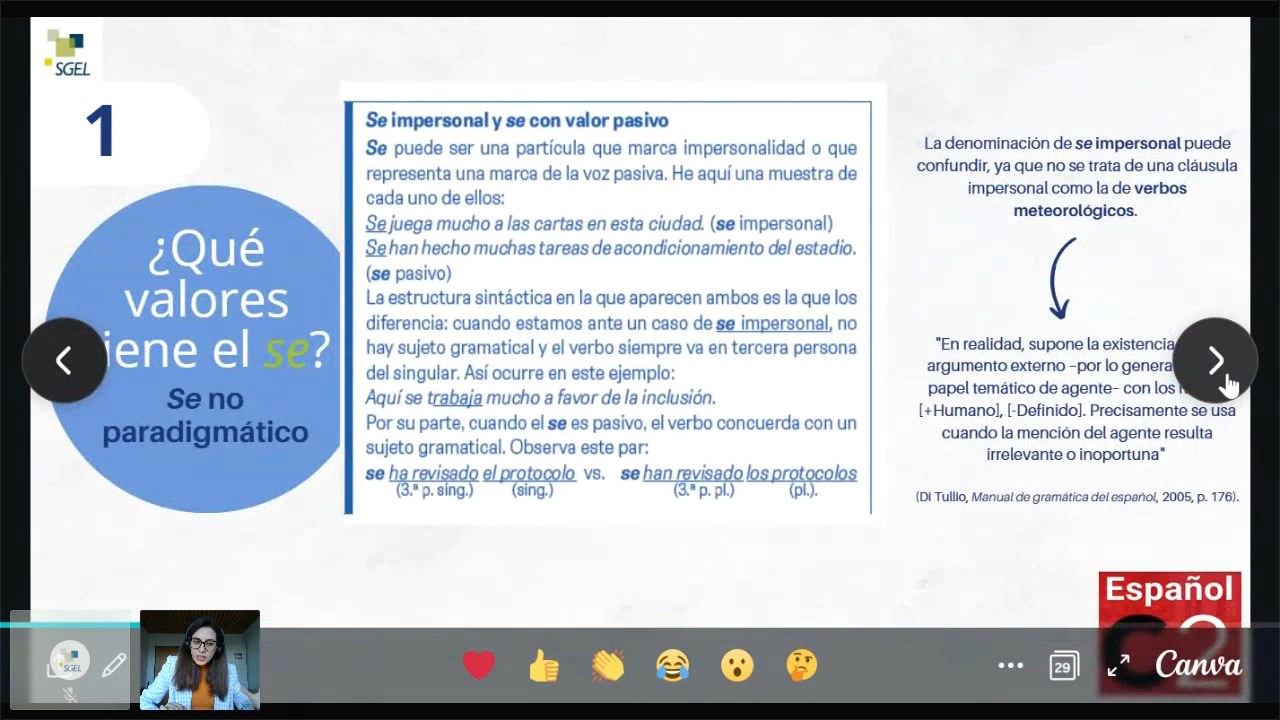 SGEL
1
¿Qué
valores
iene el se?
Se no
paradigmático
Se impersonal y se con valor pasivo
Se puede ser una partícula que marca impersonalidad o que
representa una marca de la voz pasiva. He aquí una muestra de
cada uno de ellos:
Se juega mucho a las cartas en esta ciudad. (se impersonal)
Se han hecho muchas tareas de acondicionamiento del estadio.
(se pasivo)
La estructura sintáctica en la que aparecen ambos es la que los
diferencia: cuando estamos ante un caso de se impersonal, no
hay sujeto gramatical y el verbo siempre va en tercera persona
del singular. Así ocurre en este ejemplo:
Aquí se trabaja mucho a favor de la inclusión.
Por su parte, cuando el se es pasivo, el verbo concuerda con un
sujeto gramatical. Observa este par:
se ha revisado el protocolo vs. se han revisado los protocolos
(3.ª p. sing.) (sing.) (3.ª p. pl.) (pl.).
La denominación de se impersonal puede
confundir, ya que no se trata de una cláusula
impersonal como la de verbos
meteorológicos.
"En realidad, supone la existencia
argumento externo –por lo genera
papel temático de agente– con los
[+Humano], [-Definido]. Precisamente se usa
cuando la mención del agente resulta
irrelevante o inoportuna"
(Di Tullio, Manual de gramática del español, 2005, p. 176).
Español
C2
SGEL
29
Canva